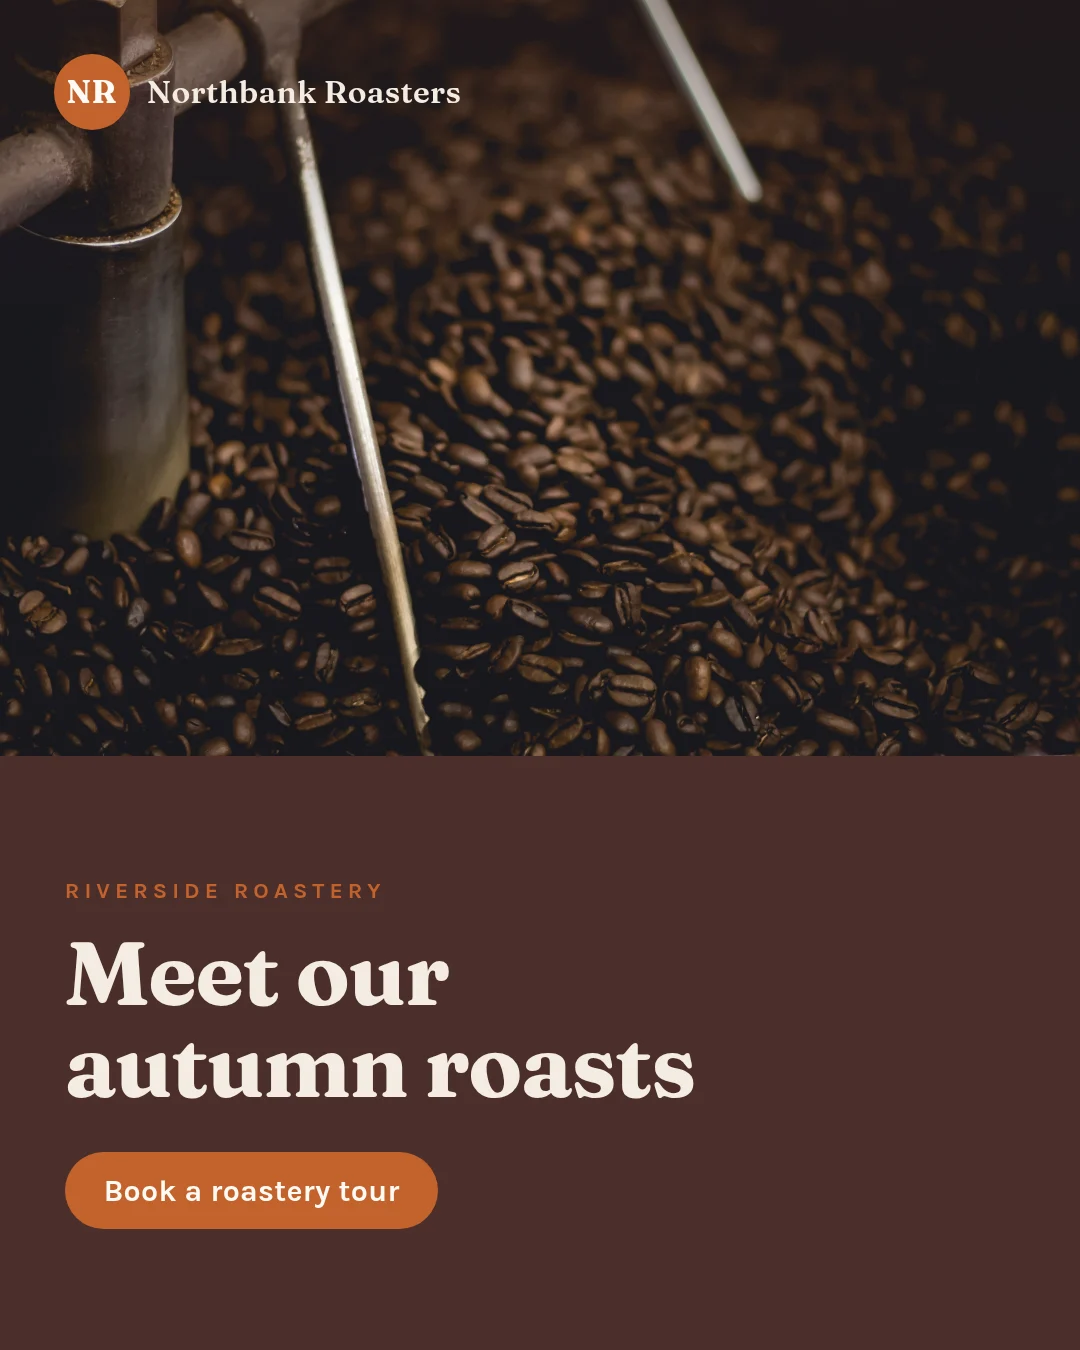 NR
Northbank Roasters
RIVERSIDE ROASTERY
Meet our
autumn roasts
Book a roastery tour